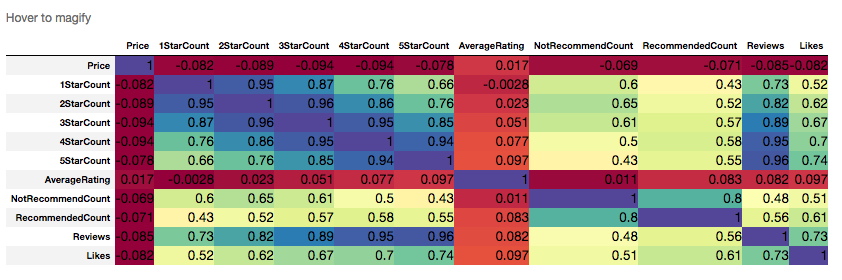 Hover to magify
Price 1StarCount 2StarCount 3StarCount 4StarCount 5StarCount AverageRating NotRecommendCount RecommendedCount Reviews Likes
Price 1 -0.082 -0.089 -0.094 -0.094 -0.078 0.017 -0.069 -0.071 -0.085 -0.082
1StarCount -0.082 1 0.95 0.87 0.76 0.66 -0.0028 0.6 0.43 0.73 0.52
2StarCount -0.089 0.95 1 0.96 0.86 0.76 0.023 0.65 0.52 0.82 0.62
3StarCount -0.094 0.87 0.96 1 0.95 0.85 0.051 0.61 0.57 0.89 0.67
4StarCount -0.094 0.76 0.86 0.95 1 0.94 0.077 0.5 0.58 0.95 0.7
5StarCount -0.078 0.66 0.76 0.85 0.94 1 0.097 0.43 0.55 0.96 0.74
AverageRating 0.017 -0.0028 0.023 0.051 0.077 0.097 1 0.011 0.083 0.082 0.097
NotRecommendCount -0.069 0.6 0.65 0.61 0.5 0.43 0.011 1 0.8 0.48 0.51
RecommendedCount -0.071 0.43 0.52 0.57 0.58 0.55 0.083 0.8 1 0.56 0.61
Reviews -0.085 0.73 0.82 0.89 0.95 0.96 0.082 0.48 0.56 1 0.73
Likes -0.082 0.52 0.62 0.67 0.7 0.74 0.097 0.51 0.61 0.73 1